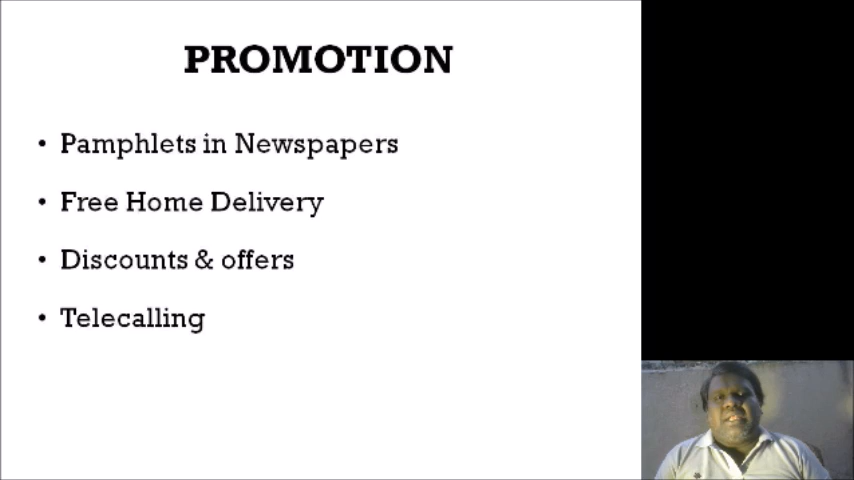 PROMOTION
• Pamphlets in Newspapers
• Free Home Delivery
• Discounts & offers
• Telecalling